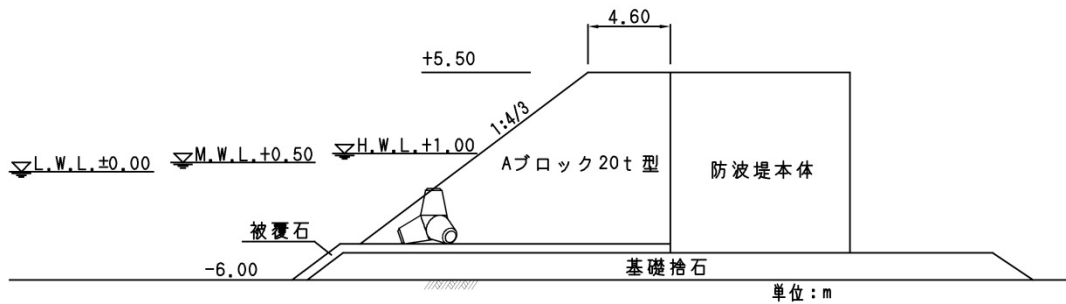 4.60
+5.50
1:4/3
H.W.L.+1.00
M.W.L.+0.50
L.W.L.±0.00
Aブロック20t型
防波堤本体
被覆石
-6.00
基礎捨石
単位:m